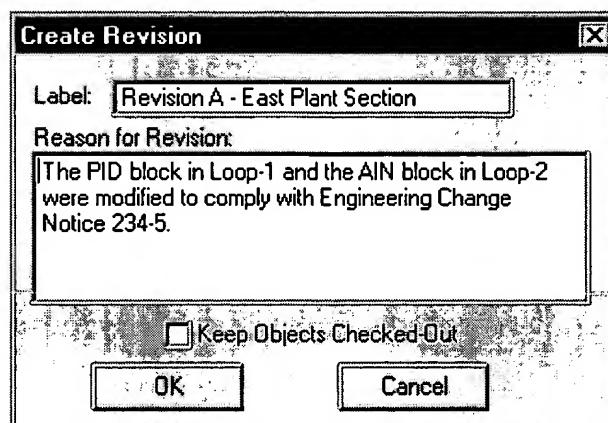 Create Revision
Label: Revision A - East Plant Section
Reason for Revision:
The PID block in Loop-1 and the AIN block in Loop-2
were modified to comply with Engineering Change
Notice 234-5.
Keep Objects Checked-Out
OK Cancel